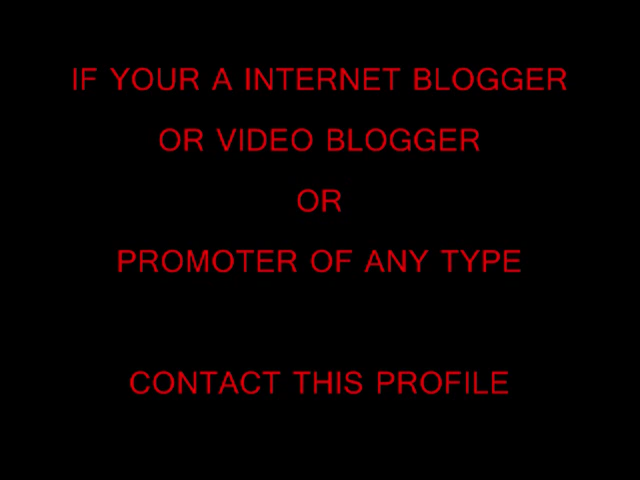 IF YOUR A INTERNET BLOGGER
OR VIDEO BLOGGER
OR
PROMOTER OF ANY TYPE
CONTACT THIS PROFILE